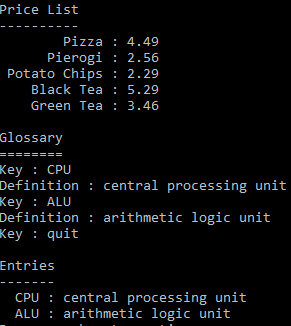 Price List
----------
Pizza : 4.49
Pierogi : 2.56
Potato Chips : 2.29
Black Tea : 5.29
Green Tea : 3.46
Glossary
========
Key : CPU
Definition : central processing unit
Key : ALU
Definition : arithmetic logic unit
Key : quit
Entries
-------
CPU : central processing unit
ALU : arithmetic logic unit